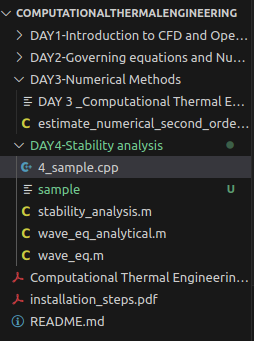 COMPUTATIONALTHERMALENGINEERING
DAY1-Introduction to CFD and Ope...
DAY2-Governing equations and Nu...
DAY3-Numerical Methods
DAY 3 _Computational Thermal E...
C estimate_numerical_second_orde...
DAY4-Stability analysis
C++ 4_sample.cpp
sample U
C stability_analysis.m
C wave_eq_analytical.m
C wave_eq.m
Computational Thermal Engineerin...
installation_steps.pdf
README.md